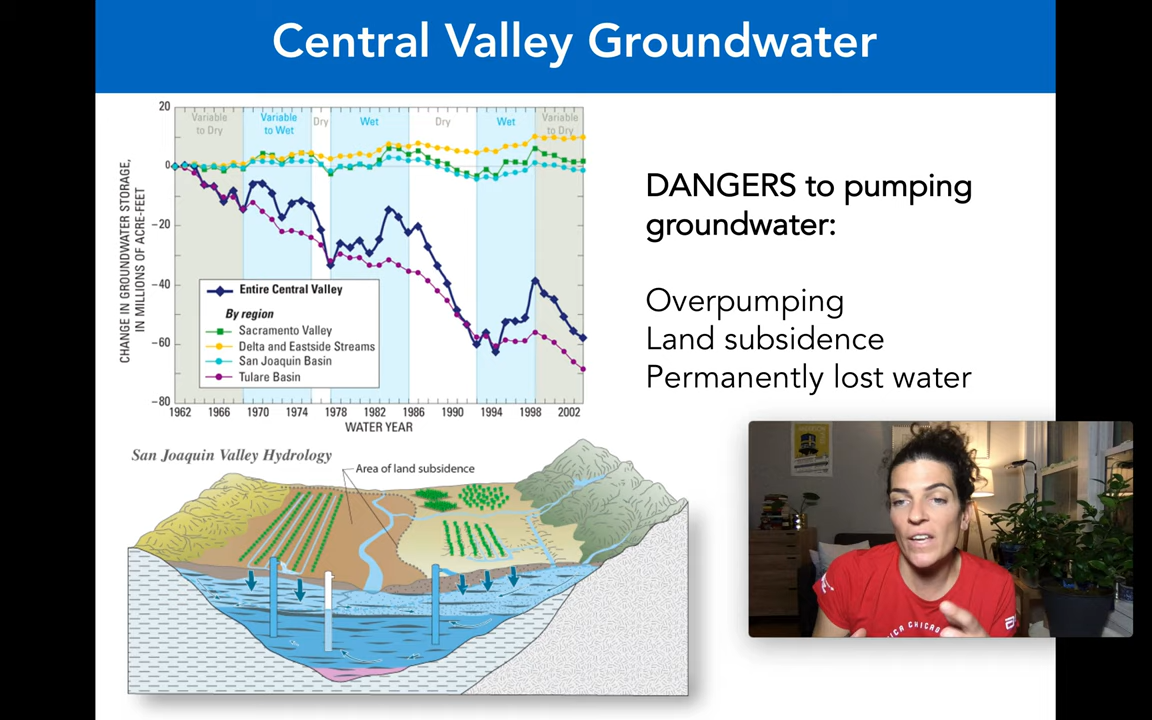 Central Valley Groundwater
CHANGE IN GROUNDWATER STORAGE,
IN MILLIONS OF ACRE-FEET
20
0
−20
−40
−60
−80
Variable
to Dry
Variable
to Wet
Dry
Wet
Dry
Wet
Variable
to Dry
Entire Central Valley
By region
Sacramento Valley
Delta and Eastside Streams
San Joaquin Basin
Tulare Basin
1962 1966 1970 1974 1978 1982 1986 1990 1994 1998 2002
WATER YEAR
DANGERS to pumping
groundwater:
Overpumping
Land subsidence
Permanently lost water
San Joaquin Valley Hydrology
Area of land subsidence